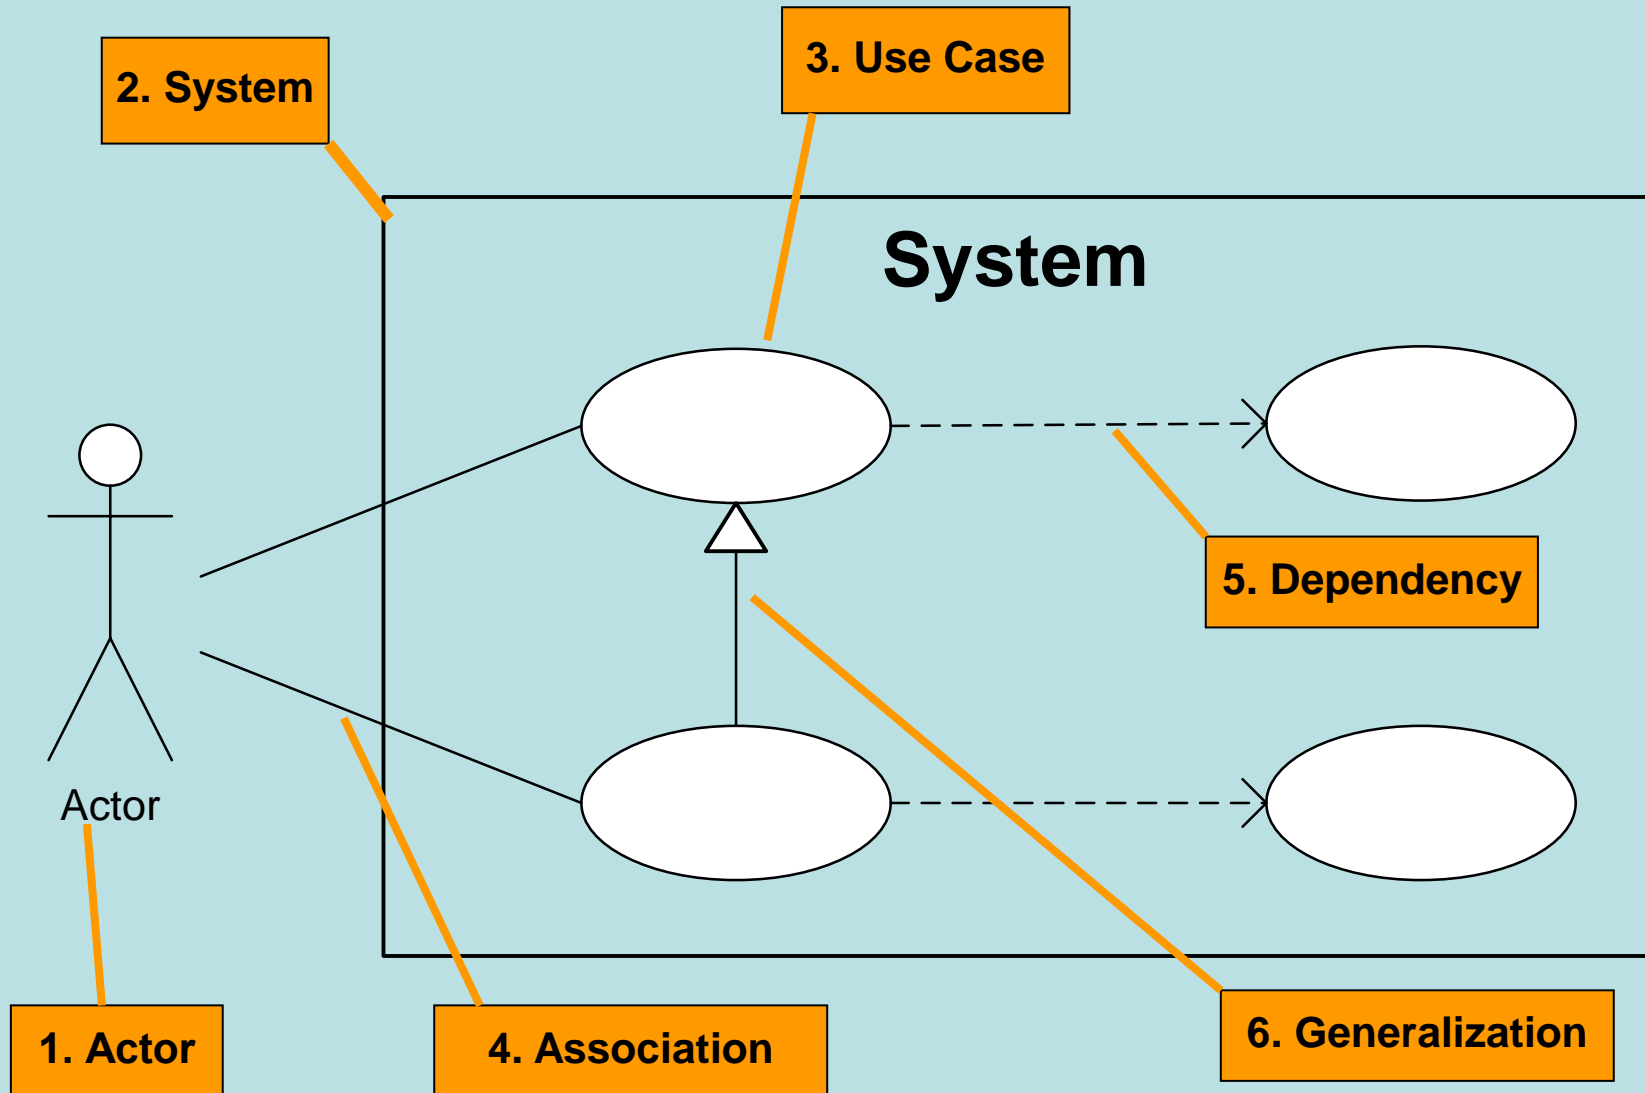 3. Use Case
2. System
System
5. Dependency
Actor
1. Actor
4. Association
6. Generalization